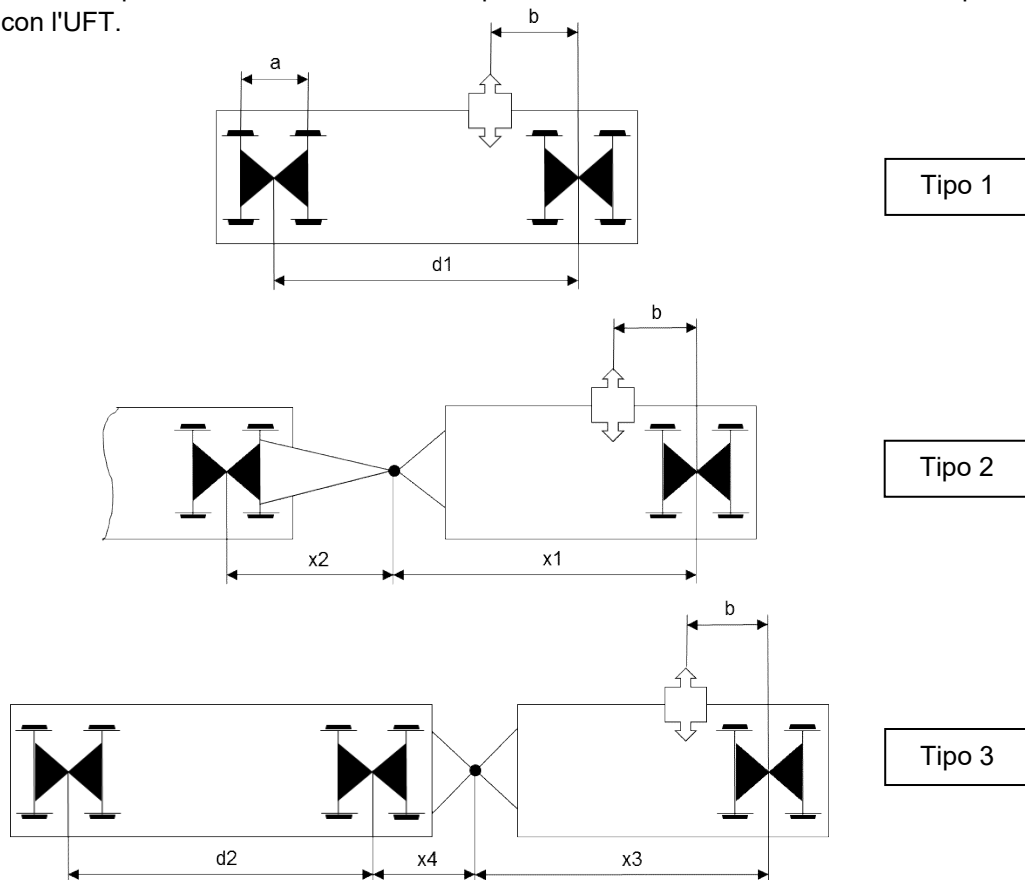 con l'UFT.
b
a
Tipo 1
d1
b
Tipo 2
x2 x1
b
Tipo 3
d2 x4 x3